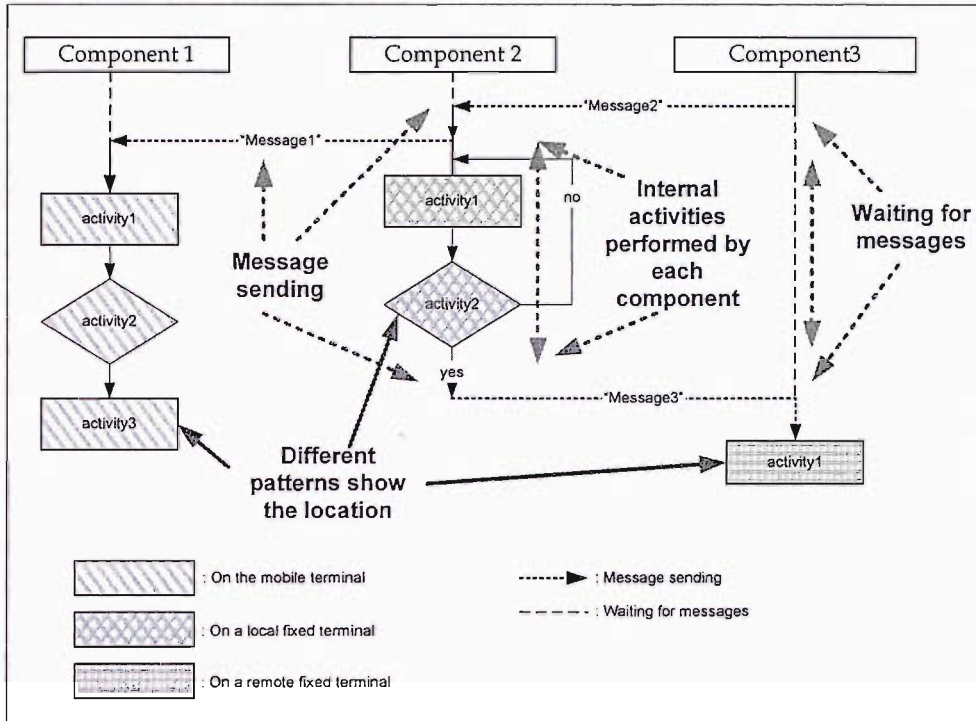 Component 1
Component 2
Component3
"Message2"
"Message1"
activity1
activity1
no
Internal
activities
performed by
each
component
Waiting for
messages
Message
sending
activity2
activity2
yes
"Message3"
activity3
activity1
Different
patterns show
the location
: On the mobile terminal
: Message sending
: On a local fixed terminal
: Waiting for messages
: On a remote fixed terminal